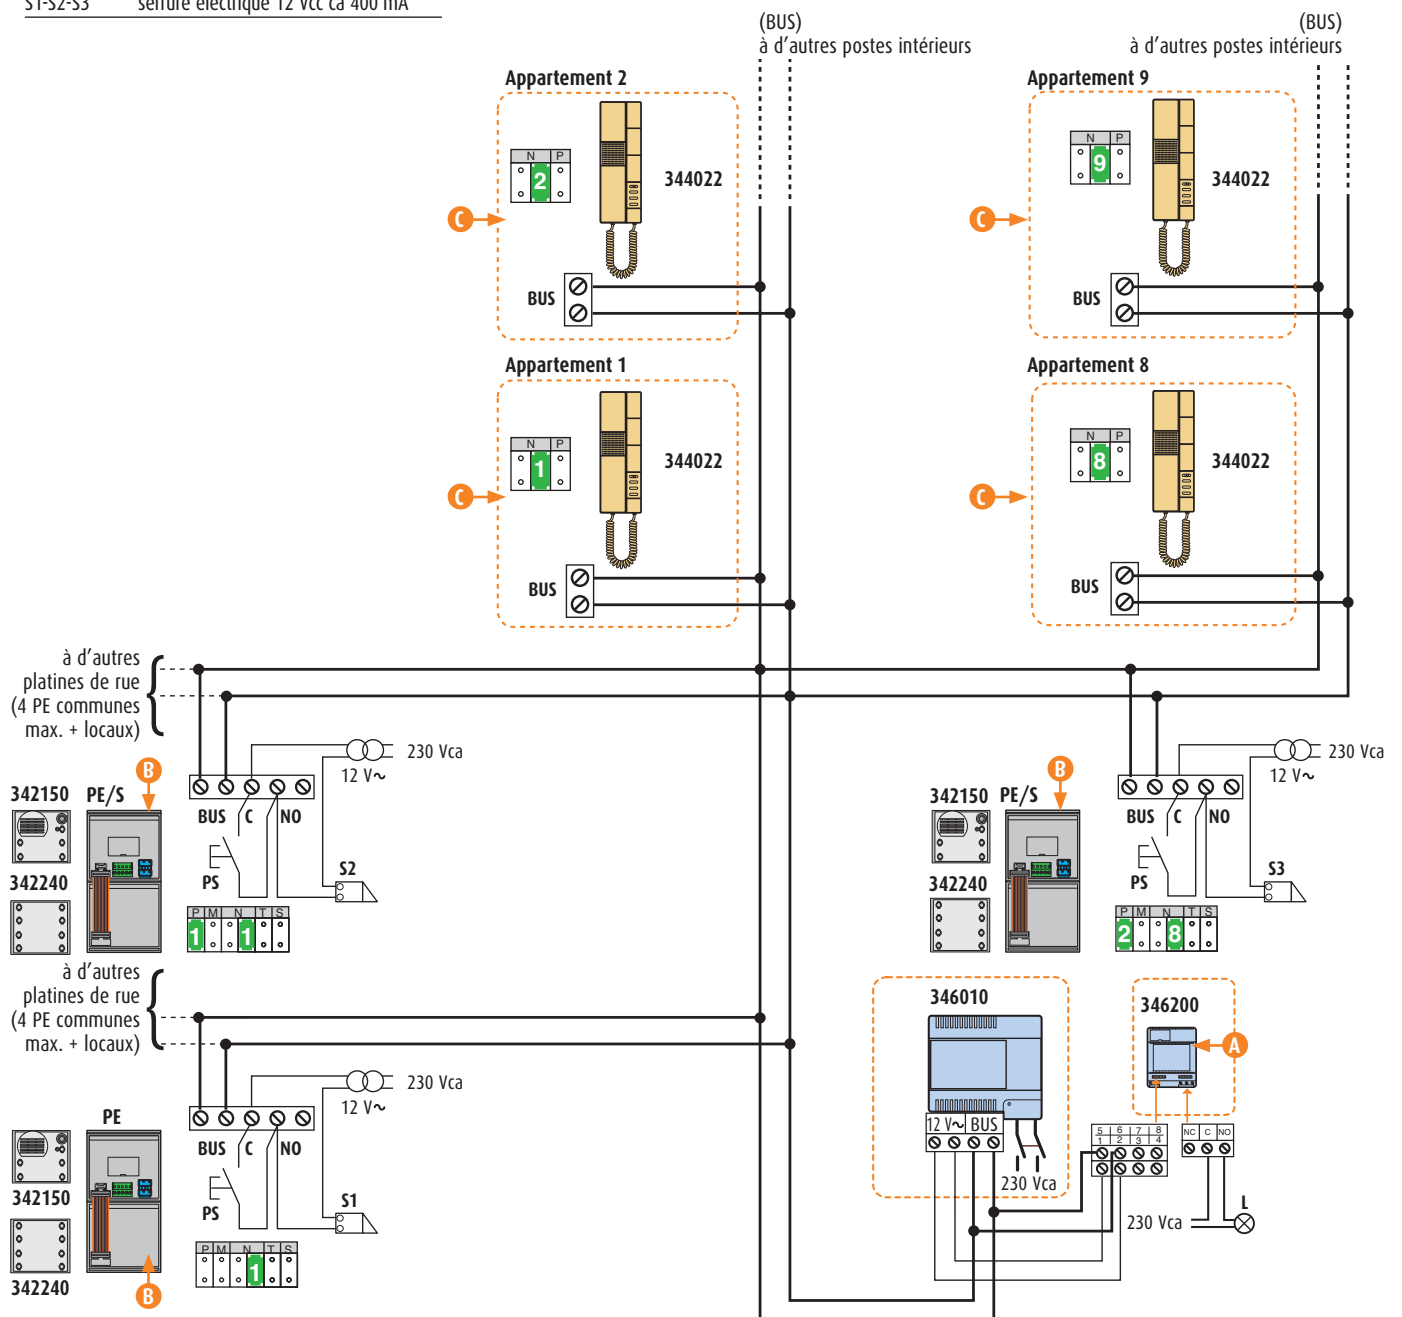 S1-S2-S3 serrure électrique 12 Vcc ca 400 mA
(BUS)
à d'autres postes intérieurs
(BUS)
à d'autres postes intérieurs
Appartement 2
N P
2
344022
C
BUS
Appartement 9
N P
9
344022
C
BUS
Appartement 1
N P
1
344022
C
BUS
Appartement 8
N P
8
344022
C
BUS
à d'autres
platines de rue
(4 PE communes
max. + locaux)
230 Vca
12 V~
B
342150 PE/S
BUS C NO
PS
S2
342240
P M N T S
1 1
230 Vca
12 V~
B
342150 PE/S
BUS C NO
PS
S3
342240
P M N T S
2 8
à d'autres
platines de rue
(4 PE communes
max. + locaux)
230 Vca
12 V~
PE
BUS C NO
342150
PS
S1
P M N T S
1
342240
B
346010
12 V~ BUS
230 Vca
346200
A
5 6 7 8
1 2 3 4
NC C NO
L
230 Vca